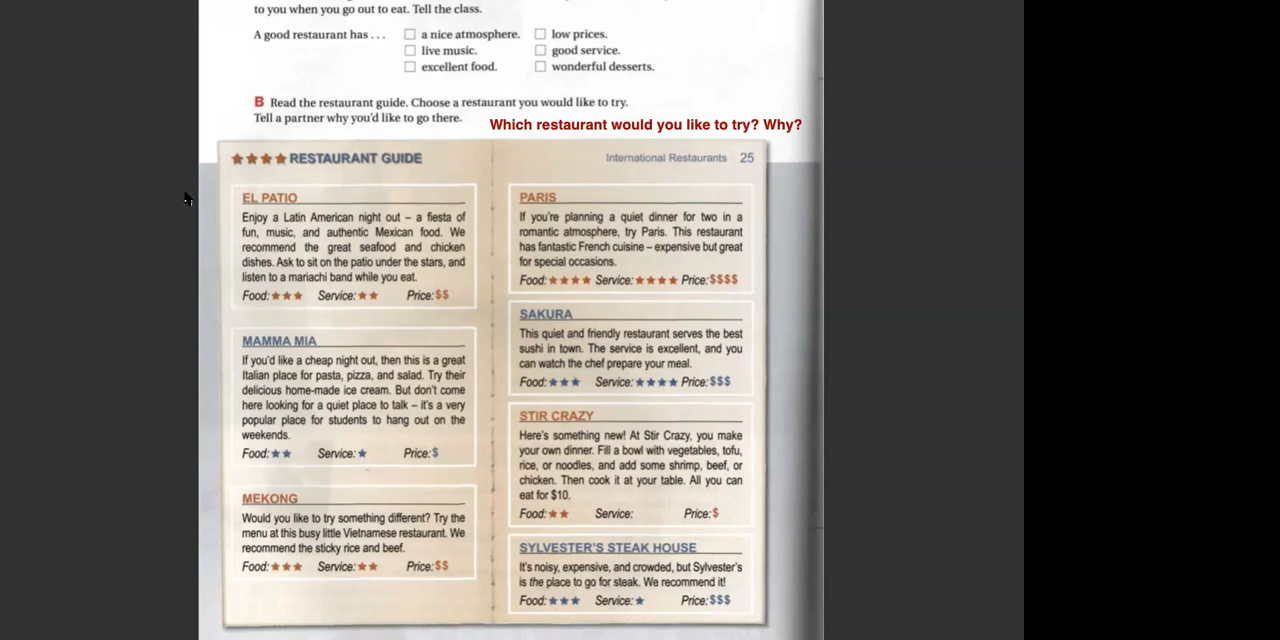 to you when you go out to eat. Tell the class.
A good restaurant has ...
a nice atmosphere.
low prices.
live music.
good service.
excellent food.
wonderful desserts.
B Read the restaurant guide. Choose a restaurant you would like to try.
Tell a partner why you'd like to go there.
Which restaurant would you like to try? Why?
RESTAURANT GUIDE
EL PATIO
Enjoy a Latin American night out – a fiesta of
fun, music, and authentic Mexican food. We
recommend the great seafood and chicken
dishes. Ask to sit on the patio under the stars, and
listen to a mariachi band while you eat.
Food: ★★★ Service: ★★ Price: $$
MAMMA MIA
If you'd like a cheap night out, then this is a great
Italian place for pasta, pizza, and salad. Try their
delicious home-made ice cream. But don't come
here looking for a quiet place to talk – it's a very
popular place for students to hang out on the
weekends.
Food: ★★ Service: ★ Price: $
MEKONG
Would you like to try something different? Try the
menu at this busy little Vietnamese restaurant. We
recommend the sticky rice and beef.
Food: ★★★ Service: ★★ Price: $$
International Restaurants 25
PARIS
If you're planning a quiet dinner for two in a
romantic atmosphere, try Paris. This restaurant
has fantastic French cuisine – expensive but great
for special occasions.
Food: ★★★★ Service: ★★★★ Price: $$$$
SAKURA
This quiet and friendly restaurant serves the best
sushi in town. The service is excellent, and you
can watch the chef prepare your meal.
Food: ★★★ Service: ★★★★ Price: $$$
STIR CRAZY
Here's something new! At Stir Crazy, you make
your own dinner. Fill a bowl with vegetables, tofu,
rice, or noodles, and add some shrimp, beef, or
chicken. Then cook it at your table. All you can
eat for $10.
Food: ★★ Service: Price: $
SYLVESTER'S STEAK HOUSE
It's noisy, expensive, and crowded, but Sylvester's
is the place to go for steak. We recommend it!
Food: ★★★ Service: ★ Price: $$$